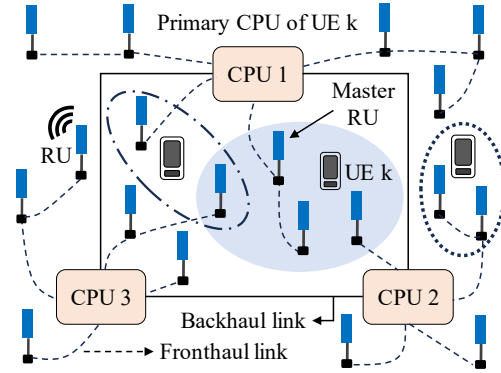 Primary CPU of UE k
CPU 1
Master
RU
RU
UE k
CPU 3
CPU 2
Backhaul link
Fronthaul link